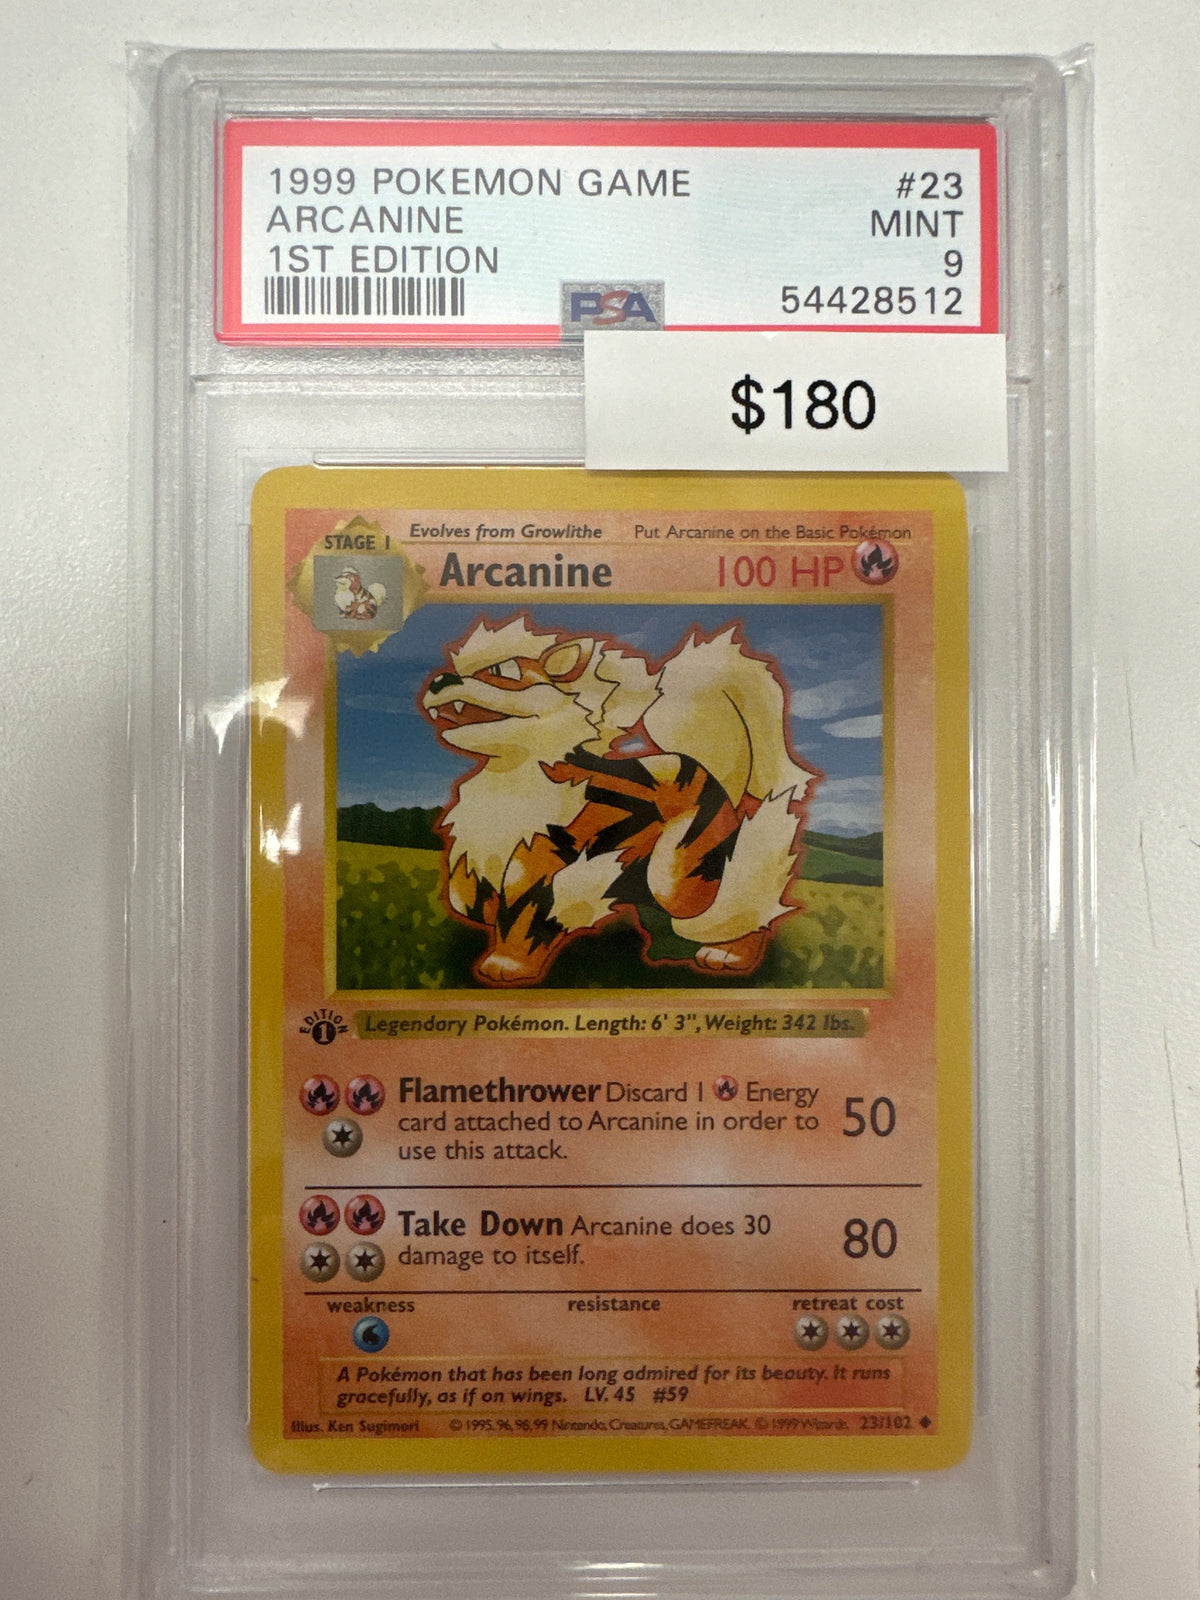 1999 POKEMON GAME #23
ARCANINE MINT
1ST EDITION 9
PSA 54428512
$180
Evolves from Growlithe Put Arcanine on the Basic Pokémon
STAGE 1
Arcanine 100 HP
EDITION 1
Legendary Pokémon. Length: 6' 3", Weight: 342 lbs.
Flamethrower Discard 1 Energy
card attached to Arcanine in order to
use this attack.
50
Take Down Arcanine does 30
damage to itself.
80
weakness resistance retreat cost
A Pokémon that has been long admired for its beauty. It runs
gracefully, as if on wings. LV. 45 #59
Illus. Ken Sugimori © 1995, 96, 98, 99 Nintendo, Creatures, GAMEFREAK. © 1999 Wizards. 23/102